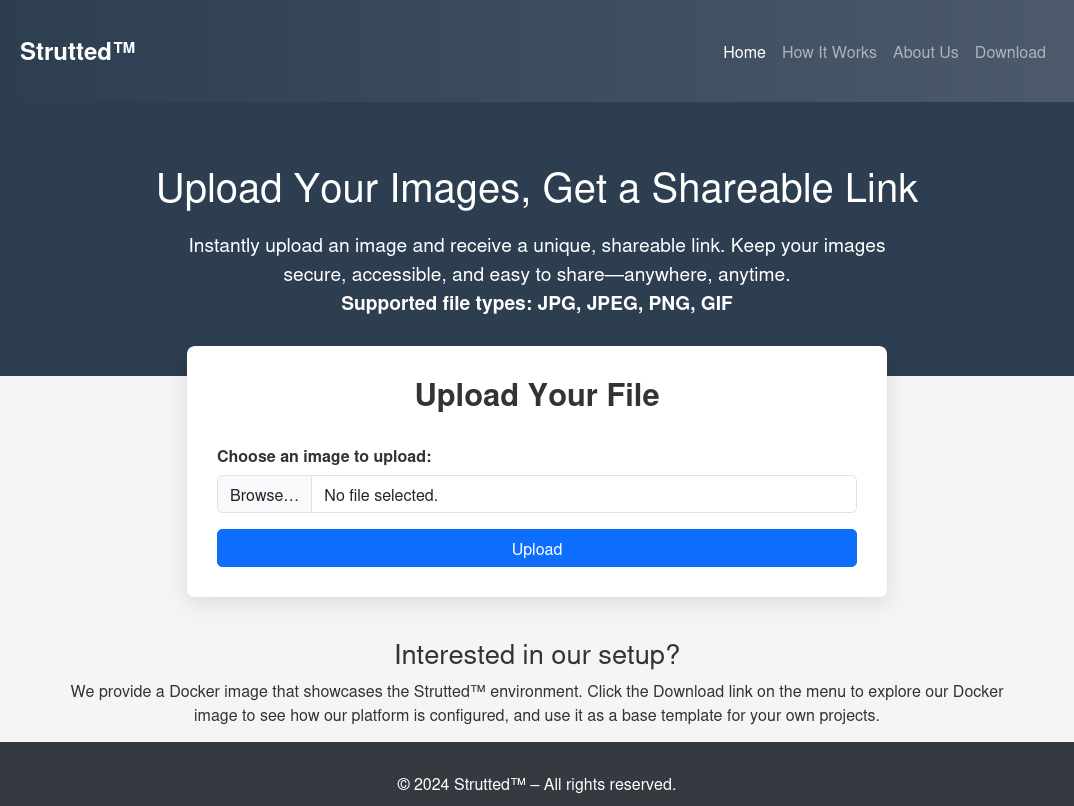 Strutted™
Home How It Works About Us Download
Upload Your Images, Get a Shareable Link
Instantly upload an image and receive a unique, shareable link. Keep your images
secure, accessible, and easy to share—anywhere, anytime.
Supported file types: JPG, JPEG, PNG, GIF
Upload Your File
Choose an image to upload:
Browse… No file selected.
Upload
Interested in our setup?
We provide a Docker image that showcases the Strutted™ environment. Click the Download link on the menu to explore our Docker
image to see how our platform is configured, and use it as a base template for your own projects.
© 2024 Strutted™ – All rights reserved.